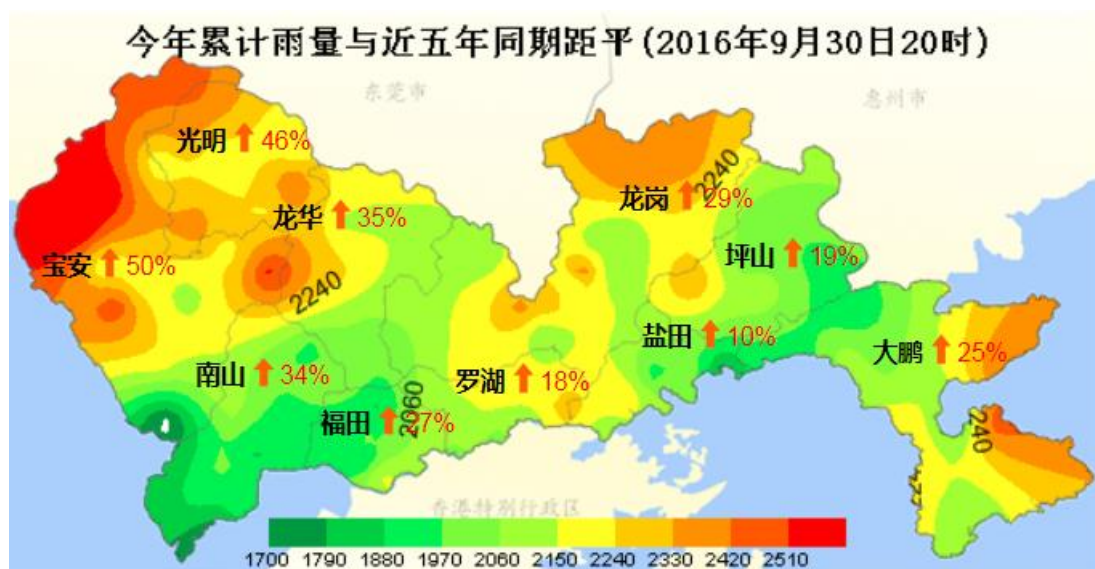 今年累计雨量与近五年同期距平(2016年9月30日20时)
东莞市
惠州市
光明 46%
龙华 35%
宝安 50%
龙岗 29%
2240
坪山 19%
2240
盐田 10%
大鹏 25%
南山 34%
罗湖 18%
福田 27%
2060
240
香港特别行政区
1700 1790 1880 1970 2060 2150 2240 2330 2420 2510